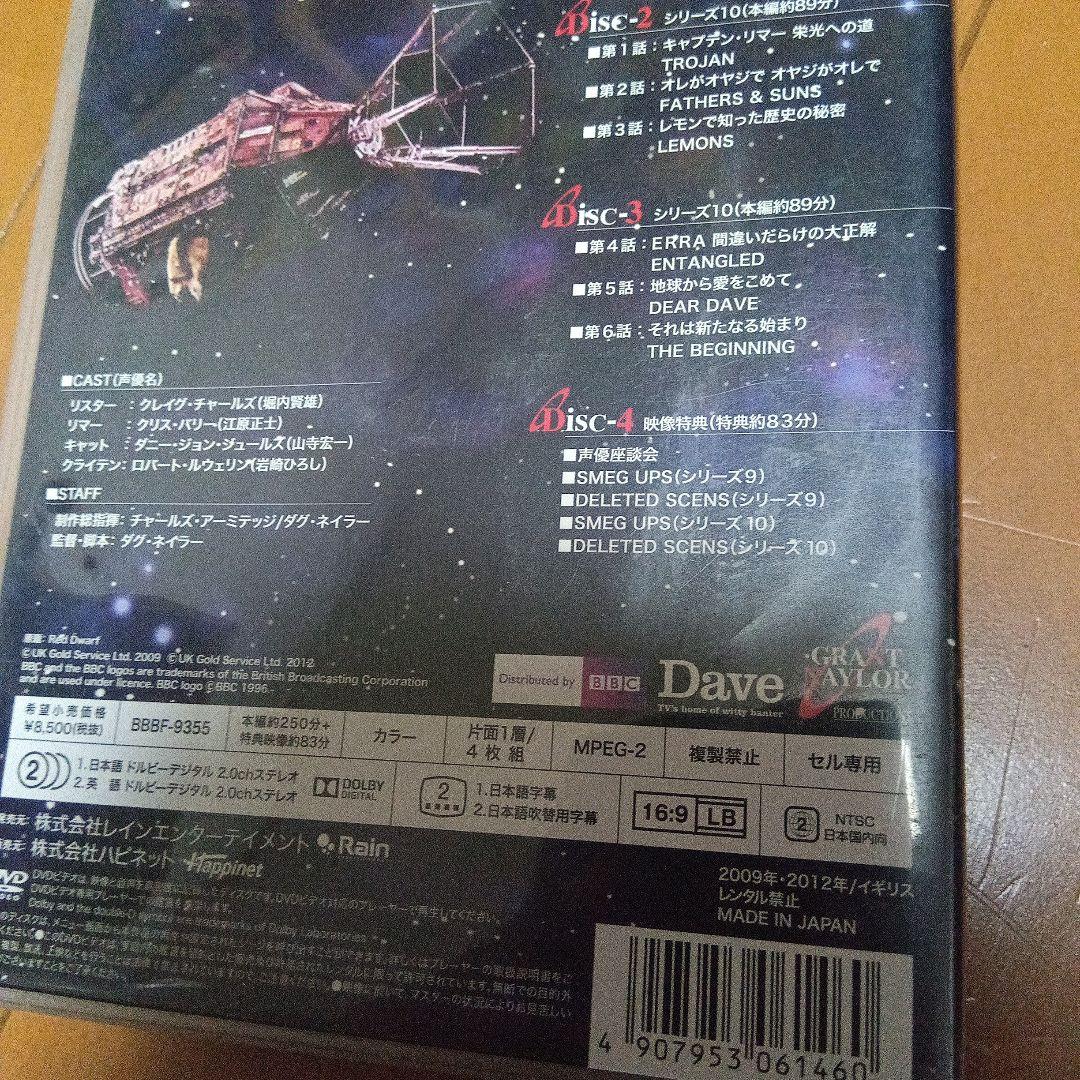 Disc-2 シリーズ10(本編約89分)
■第1話：キャプテン・リマー 栄光への道
TROJAN
■第2話：オレがオヤジで オヤジがオレで
FATHERS & SUNS
■第3話：レモンで知った歴史の秘密
LEMONS
Disc-3 シリーズ10(本編約89分)
■第4話：ERRA 間違いだらけの大正解
ENTANGLED
■第5話：地球から愛をこめて
DEAR DAVE
■第6話：それは新たなる始まり
THE BEGINNING
■CAST(声優名)
リスター：クレイグ・チャールズ(堀内賢雄)
リマー：クリス・バリー(江原正士)
キャット：ダニー・ジョン・ジュールズ(山寺宏一)
クライテン：ロバート・ルウェリン(岩崎ひろし)
■STAFF
制作総指揮：チャールズ・アーミテッジ/ダグ・ネイラー
監督・脚本：ダグ・ネイラー
Disc-4 映像特典(特典約83分)
■声優座談会
■SMEG UPS(シリーズ9)
■DELETED SCENS(シリーズ9)
■SMEG UPS(シリーズ10)
■DELETED SCENS(シリーズ10)
原題：Red Dwarf
©UK Gold Service Ltd. 2009 ©UK Gold Service Ltd. 2012
BBC and the BBC logos are trademarks of the British Broadcasting Corporation
and are used under licence. BBC logo © BBC 1996
Distributed by BBC
Dave
TV's home of witty banter
GRANT NAYLOR
希望小売価格
¥8,500(税抜)
BBBF-9355
本編約250分+
特典映像約83分
カラー
片面1層/
4枚組
MPEG-2
複製禁止
セル専用
2
1.日本語 ドルビーデジタル 2.0chステレオ
2.英 語 ドルビーデジタル 2.0chステレオ
DOLBY
DIGITAL
2
1.日本語字幕
2.日本語吹替用字幕
16:9 LB
2
NTSC
日本国内向
発売元：株式会社レインエンターテイメント Rain
販売元：株式会社ハピネット Happinet
Dolby and the double-D symbol are trademarks of Dolby Laboratories
2009年・2012年/イギリス
レンタル禁止
MADE IN JAPAN
4 907953 061460